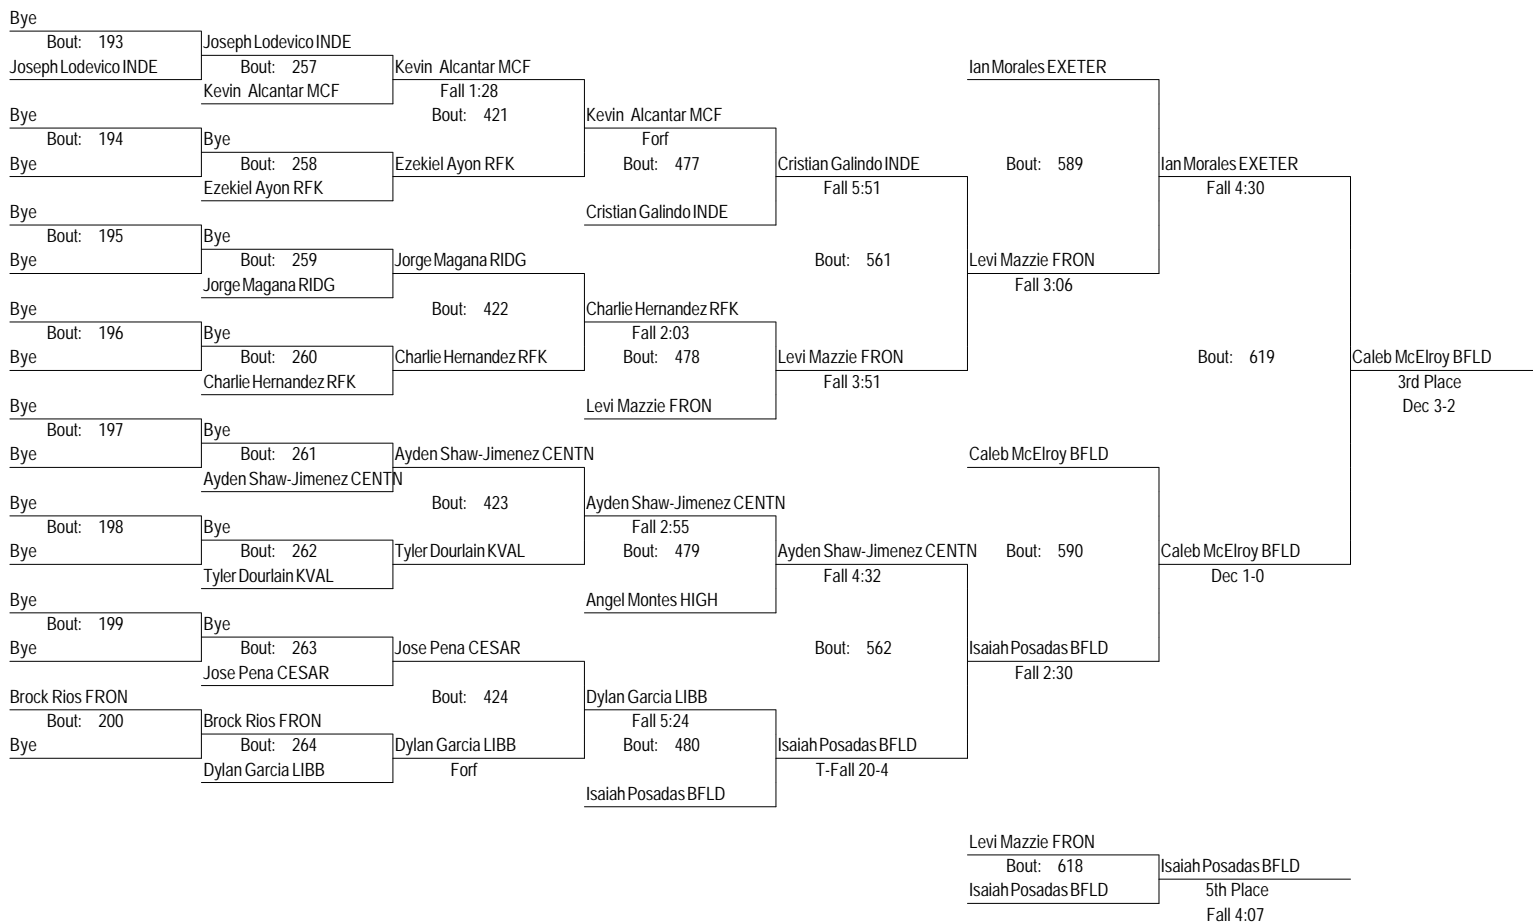 Bye
Bout: 193 Joseph Lodevico INDE
Joseph Lodevico INDE Bout: 257 Kevin Alcantar MCF Ian Morales EXETER
Kevin Alcantar MCF Fall 1:28
Bye Bout: 421 Kevin Alcantar MCF
Bout: 194 Bye Forf
Bye Bout: 258 Ezekiel Ayon RFK Bout: 477 Cristian Galindo INDE Bout: 589 Ian Morales EXETER
Ezekiel Ayon RFK Fall 5:51 Fall 4:30
Bye Cristian Galindo INDE
Bout: 195 Bye
Bye Bout: 259 Jorge Magana RIDG Bout: 561 Levi Mazzie FRON
Jorge Magana RIDG Fall 3:06
Bye Bout: 422 Charlie Hernandez RFK
Bout: 196 Bye Fall 2:03
Bye Bout: 260 Charlie Hernandez RFK Bout: 478 Levi Mazzie FRON Bout: 619 Caleb McElroy BFLD
Charlie Hernandez RFK Fall 3:51 3rd Place
Bye Levi Mazzie FRON Dec 3-2
Bout: 197 Bye
Bye Bout: 261 Ayden Shaw-Jimenez CENTN Caleb McElroy BFLD
Ayden Shaw-Jimenez CENTN
Bye Bout: 423 Ayden Shaw-Jimenez CENTN
Bout: 198 Bye Fall 2:55
Bye Bout: 262 Tyler Dourlain KVAL Bout: 479 Ayden Shaw-Jimenez CENTN Bout: 590 Caleb McElroy BFLD
Tyler Dourlain KVAL Fall 4:32 Dec 1-0
Bye Angel Montes HIGH
Bout: 199 Bye
Bye Bout: 263 Jose Pena CESAR Bout: 562 Isaiah Posadas BFLD
Jose Pena CESAR Fall 2:30
Brock Rios FRON Bout: 424 Dylan Garcia LIBB
Bout: 200 Brock Rios FRON Fall 5:24
Bye Bout: 264 Dylan Garcia LIBB Bout: 480 Isaiah Posadas BFLD
Dylan Garcia LIBB Forf T-Fall 20-4
Isaiah Posadas BFLD
Levi Mazzie FRON
Bout: 618 Isaiah Posadas BFLD
Isaiah Posadas BFLD 5th Place
Fall 4:07